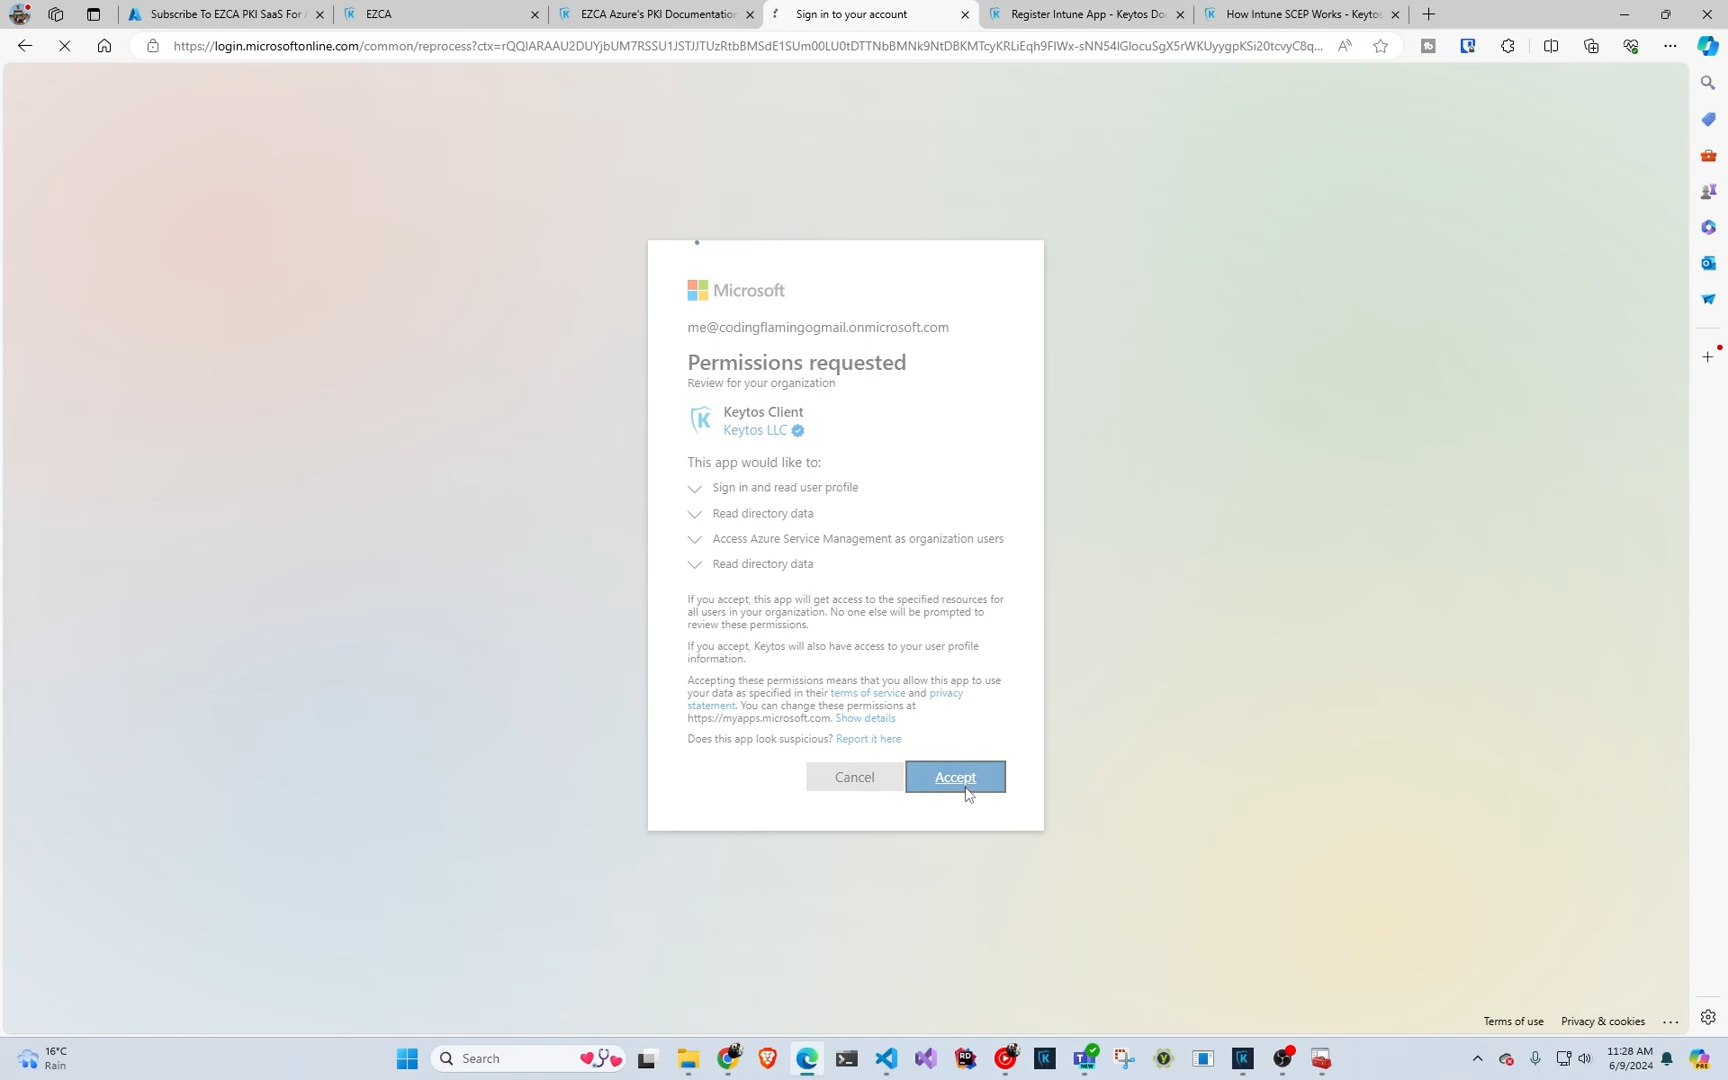 Subscribe To EZCA PKI SaaS For A
EZCA
EZCA Azure's PKI Documentation
Sign in to your account
Register Intune App - Keytos Do
How Intune SCEP Works - Keytos
https://login.microsoftonline.com/common/reprocess?ctx=rQQIARAAU2DUYjbUM7RSSU1JSTJJTUzRtbBMSdE1SUm00LU0tDTTNbBMNk9NtDBKMTcyKRLiEqh9FIWx-sNN54lGlocuSgX5rWKUyygpKSi20tcvyC8q...
Microsoft
me@codingflamingogmail.onmicrosoft.com
Permissions requested
Review for your organization
K
Keytos Client
Keytos LLC
This app would like to:
Sign in and read user profile
Read directory data
Access Azure Service Management as organization users
Read directory data
If you accept, this app will get access to the specified resources for
all users in your organization. No one else will be prompted to
review these permissions.
If you accept, Keytos will also have access to your user profile
information.
Accepting these permissions means that you allow this app to use
your data as specified in their terms of service and privacy
statement. You can change these permissions at
https://myapps.microsoft.com. Show details
Does this app look suspicious? Report it here
Cancel
Accept
Terms of use
Privacy & cookies
...
16°C
Rain
Search
11:28 AM
6/9/2024